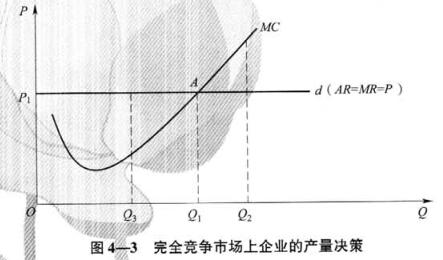 P
MC
A
P₁
d（AR=MR=P）
O
Q₃
Q₁
Q₂
Q
图 4—3 完全竞争市场上企业的产量决策